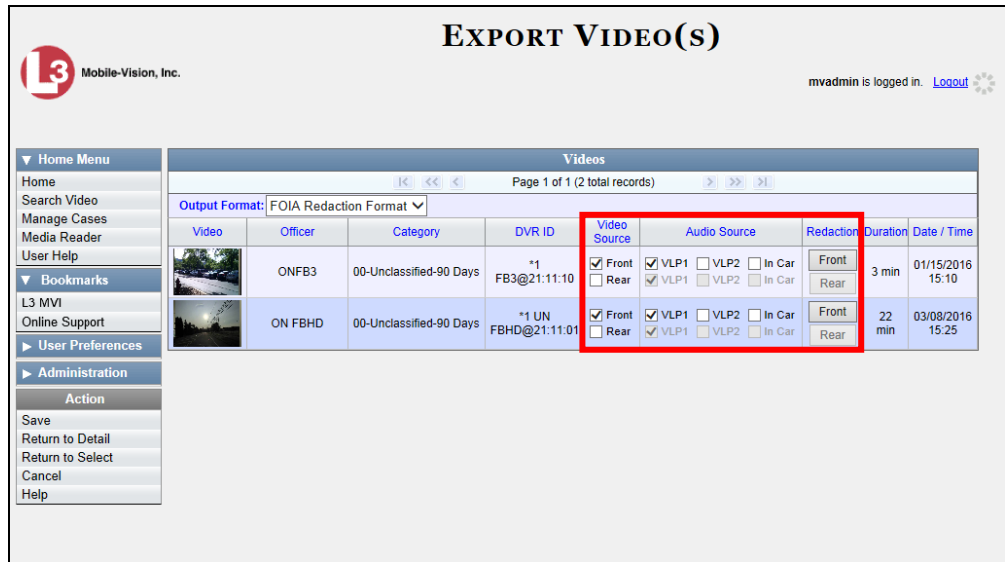 EXPORT VIDEO(S)
L3 Mobile-Vision, Inc.
mvadmin is logged in. Logout
▼ Home Menu
Home
Search Video
Manage Cases
Media Reader
User Help
▼ Bookmarks
L3 MVI
Online Support
▶ User Preferences
▶ Administration
Action
Save
Return to Detail
Return to Select
Cancel
Help
Videos
Page 1 of 1 (2 total records)
Output Format: FOIA Redaction Format
Video Officer Category DVR ID Video Source Audio Source Redaction Duration Date / Time
ONFB3 00-Unclassified-90 Days *1 FB3@21:11:10 Front VLP1 VLP2 In Car Front 3 min 01/15/2016 15:10
Rear VLP1 VLP2 In Car Rear
ON FBHD 00-Unclassified-90 Days *1 UN FBHD@21:11:01 Front VLP1 VLP2 In Car Front 22 min 03/08/2016 15:25
Rear VLP1 VLP2 In Car Rear